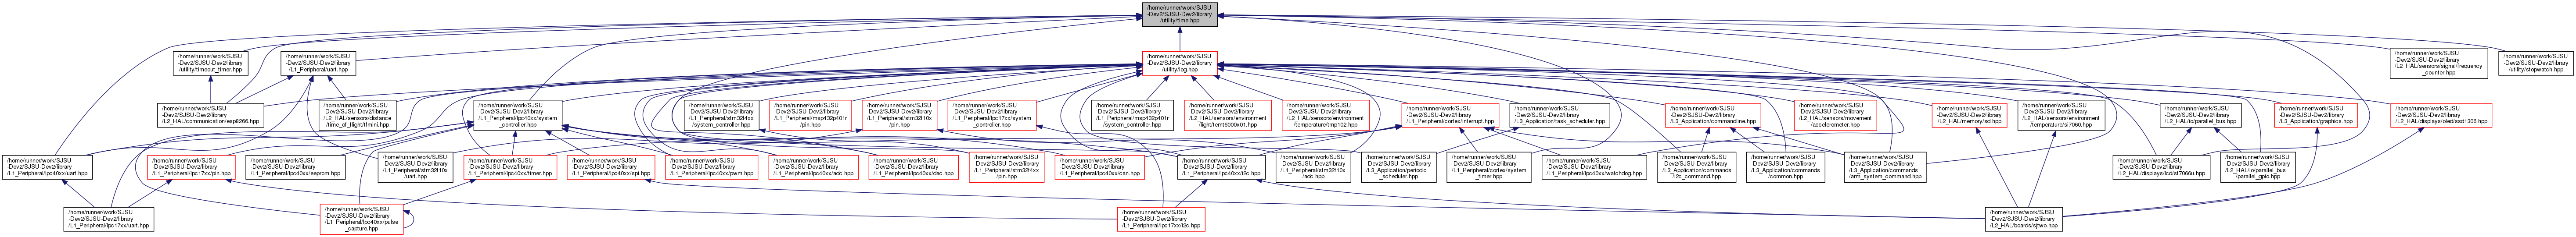 /home/runner/work/SJSU
-Dev2/SJSU-Dev2/library
/utility/time.hpp
/home/runner/work/SJSU
-Dev2/SJSU-Dev2/library
/utility/timeout_timer.hpp
/home/runner/work/SJSU
-Dev2/SJSU-Dev2/library
/L1_Peripheral/uart.hpp
/home/runner/work/SJSU
-Dev2/SJSU-Dev2/library
/utility/log.hpp
/home/runner/work/SJSU
-Dev2/SJSU-Dev2/library
/L2_HAL/sensors/signal/frequency
_counter.hpp
/home/runner/work/SJSU
-Dev2/SJSU-Dev2/library
/utility/stopwatch.hpp
/home/runner/work/SJSU
-Dev2/SJSU-Dev2/library
/L2_HAL/communication/esp8266.hpp
/home/runner/work/SJSU
-Dev2/SJSU-Dev2/library
/L2_HAL/sensors/distance
/time_of_flight/tfmini.hpp
/home/runner/work/SJSU
-Dev2/SJSU-Dev2/library
/L1_Peripheral/lpc40xx/system
_controller.hpp
/home/runner/work/SJSU
-Dev2/SJSU-Dev2/library
/L1_Peripheral/stm32f4xx
/system_controller.hpp
/home/runner/work/SJSU
-Dev2/SJSU-Dev2/library
/L1_Peripheral/msp432p401r
/pin.hpp
/home/runner/work/SJSU
-Dev2/SJSU-Dev2/library
/L1_Peripheral/stm32f10x
/pin.hpp
/home/runner/work/SJSU
-Dev2/SJSU-Dev2/library
/L1_Peripheral/lpc17xx/system
_controller.hpp
/home/runner/work/SJSU
-Dev2/SJSU-Dev2/library
/L1_Peripheral/msp432p401r
/system_controller.hpp
/home/runner/work/SJSU
-Dev2/SJSU-Dev2/library
/L2_HAL/sensors/environment
/light/temt6000x01.hpp
/home/runner/work/SJSU
-Dev2/SJSU-Dev2/library
/L2_HAL/sensors/environment
/temperature/tmp102.hpp
/home/runner/work/SJSU
-Dev2/SJSU-Dev2/library
/L1_Peripheral/cortex/interrupt.hpp
/home/runner/work/SJSU
-Dev2/SJSU-Dev2/library
/L3_Application/task_scheduler.hpp
/home/runner/work/SJSU
-Dev2/SJSU-Dev2/library
/L3_Application/commandline.hpp
/home/runner/work/SJSU
-Dev2/SJSU-Dev2/library
/L2_HAL/sensors/movement
/accelerometer.hpp
/home/runner/work/SJSU
-Dev2/SJSU-Dev2/library
/L2_HAL/memory/sd.hpp
/home/runner/work/SJSU
-Dev2/SJSU-Dev2/library
/L2_HAL/sensors/environment
/temperature/si7060.hpp
/home/runner/work/SJSU
-Dev2/SJSU-Dev2/library
/L2_HAL/io/parallel_bus.hpp
/home/runner/work/SJSU
-Dev2/SJSU-Dev2/library
/L3_Application/graphics.hpp
/home/runner/work/SJSU
-Dev2/SJSU-Dev2/library
/L2_HAL/displays/oled/ssd1306.hpp
/home/runner/work/SJSU
-Dev2/SJSU-Dev2/library
/L1_Peripheral/lpc40xx/uart.hpp
/home/runner/work/SJSU
-Dev2/SJSU-Dev2/library
/L1_Peripheral/lpc17xx/pin.hpp
/home/runner/work/SJSU
-Dev2/SJSU-Dev2/library
/L1_Peripheral/lpc40xx/eeprom.hpp
/home/runner/work/SJSU
-Dev2/SJSU-Dev2/library
/L1_Peripheral/stm32f10x
/uart.hpp
/home/runner/work/SJSU
-Dev2/SJSU-Dev2/library
/L1_Peripheral/lpc40xx/timer.hpp
/home/runner/work/SJSU
-Dev2/SJSU-Dev2/library
/L1_Peripheral/lpc40xx/spi.hpp
/home/runner/work/SJSU
-Dev2/SJSU-Dev2/library
/L1_Peripheral/lpc40xx/pwm.hpp
/home/runner/work/SJSU
-Dev2/SJSU-Dev2/library
/L1_Peripheral/lpc40xx/adc.hpp
/home/runner/work/SJSU
-Dev2/SJSU-Dev2/library
/L1_Peripheral/lpc40xx/dac.hpp
/home/runner/work/SJSU
-Dev2/SJSU-Dev2/library
/L1_Peripheral/stm32f4xx
/pin.hpp
/home/runner/work/SJSU
-Dev2/SJSU-Dev2/library
/L1_Peripheral/lpc40xx/can.hpp
/home/runner/work/SJSU
-Dev2/SJSU-Dev2/library
/L1_Peripheral/lpc40xx/i2c.hpp
/home/runner/work/SJSU
-Dev2/SJSU-Dev2/library
/L1_Peripheral/stm32f10x
/adc.hpp
/home/runner/work/SJSU
-Dev2/SJSU-Dev2/library
/L3_Application/periodic
_scheduler.hpp
/home/runner/work/SJSU
-Dev2/SJSU-Dev2/library
/L1_Peripheral/cortex/system
_timer.hpp
/home/runner/work/SJSU
-Dev2/SJSU-Dev2/library
/L1_Peripheral/lpc40xx/watchdog.hpp
/home/runner/work/SJSU
-Dev2/SJSU-Dev2/library
/L3_Application/commands
/i2c_command.hpp
/home/runner/work/SJSU
-Dev2/SJSU-Dev2/library
/L3_Application/commands
/common.hpp
/home/runner/work/SJSU
-Dev2/SJSU-Dev2/library
/L3_Application/commands
/arm_system_command.hpp
/home/runner/work/SJSU
-Dev2/SJSU-Dev2/library
/L2_HAL/displays/lcd/st7066u.hpp
/home/runner/work/SJSU
-Dev2/SJSU-Dev2/library
/L2_HAL/io/parallel_bus
/parallel_gpio.hpp
/home/runner/work/SJSU
-Dev2/SJSU-Dev2/library
/L1_Peripheral/lpc17xx/uart.hpp
/home/runner/work/SJSU
-Dev2/SJSU-Dev2/library
/L1_Peripheral/lpc40xx/pulse
_capture.hpp
/home/runner/work/SJSU
-Dev2/SJSU-Dev2/library
/L1_Peripheral/lpc17xx/i2c.hpp
/home/runner/work/SJSU
-Dev2/SJSU-Dev2/library
/L2_HAL/boards/sjtwo.hpp